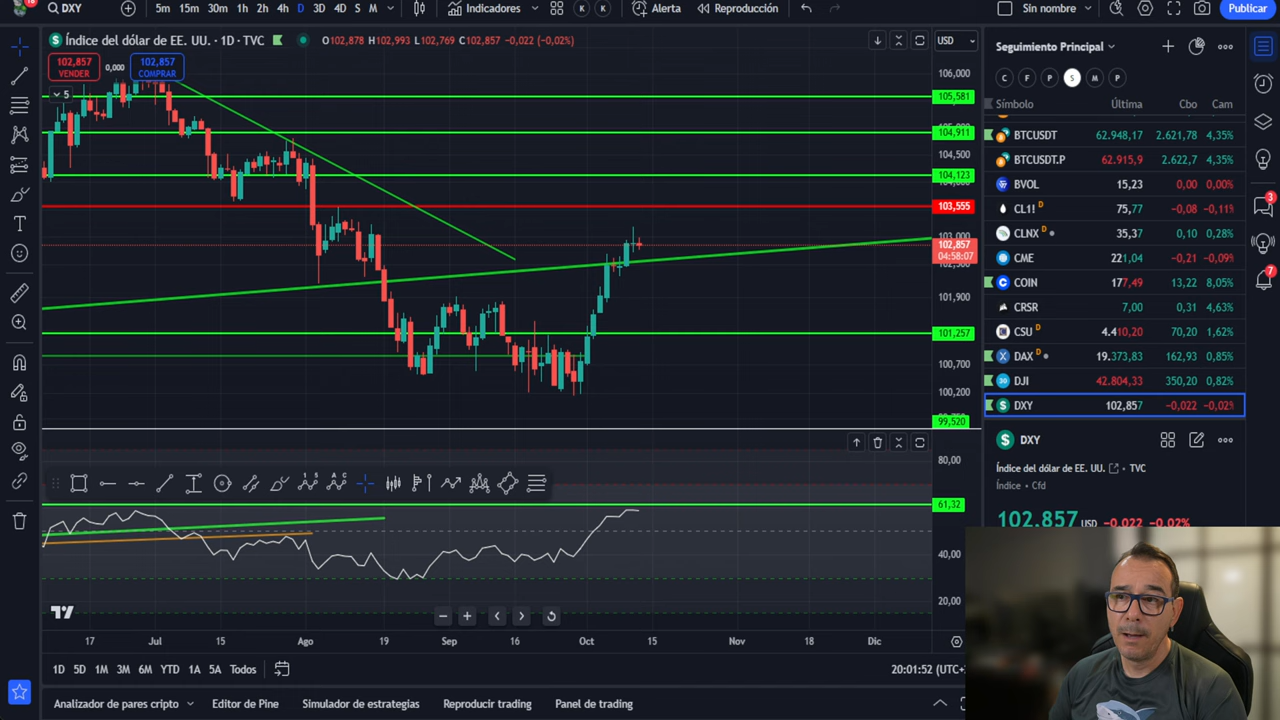 18
DXY
5m 15m 30m 1h 2h 4h D 3D 4D S M
Indicadores
K K
Alerta
Reproducción
Sin nombre
Publicar
Índice del dólar de EE. UU. · 1D · TVC
O102,878 H102,993 L102,769 C102,857 -0,022 (-0,02%)
USD
102,857
VENDER
0,000
102,857
COMPRAR
5
106,000
105,581
104,911
104,500
104,123
103,555
103,000
102,857
04:58:07
101,900
101,257
100,700
100,200
99,520
80,00
61,32
40,00
20,00
17 Jul 15 Ago 19 Sep 16 Oct 15 Nov 18 Dic
1D 5D 1M 3M 6M YTD 1A 5A Todos
Analizador de pares cripto
Editor de Pine
Simulador de estrategias
Reproducir trading
Panel de trading
Seguimiento Principal
C F P S M P
Símbolo Última Cbo Cam
BTCUSDT 62.948,17 2.621,78 4,35%
BTCUSDT.P 62.915,9 2.622,7 4,35%
BVOL 15,23 0,00 0,00%
CL1! D 75,77 -0,08 -0,11%
CLNX D 35,37 0,10 0,28%
CME 221,04 -0,21 -0,09%
COIN 177,49 13,22 8,05%
CRSR 7,00 0,31 4,63%
CSU D 4.410,20 70,20 1,62%
DAX D 19.373,83 162,93 0,85%
DJI 42.804,33 350,20 0,82%
DXY 102,857 -0,022 -0,02%
DXY
Índice del dólar de EE. UU. TVC
Índice • Cfd
102,857 USD -0,022 -0,02%
3
7